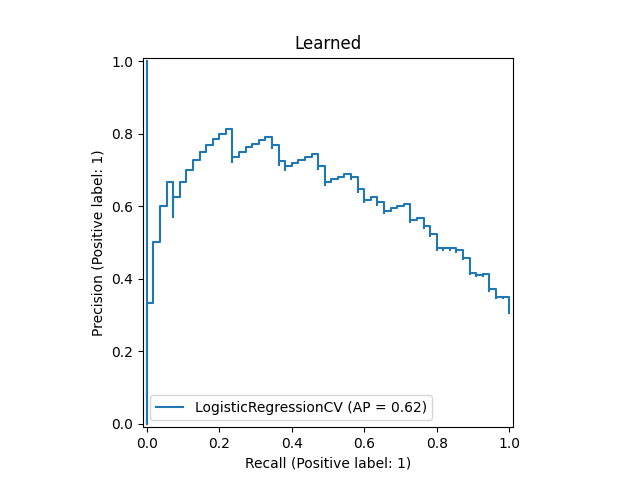 Learned
Precision (Positive label: 1)
1.0
0.8
0.6
0.4
0.2
0.0
LogisticRegressionCV (AP = 0.62)
0.0 0.2 0.4 0.6 0.8 1.0
Recall (Positive label: 1)